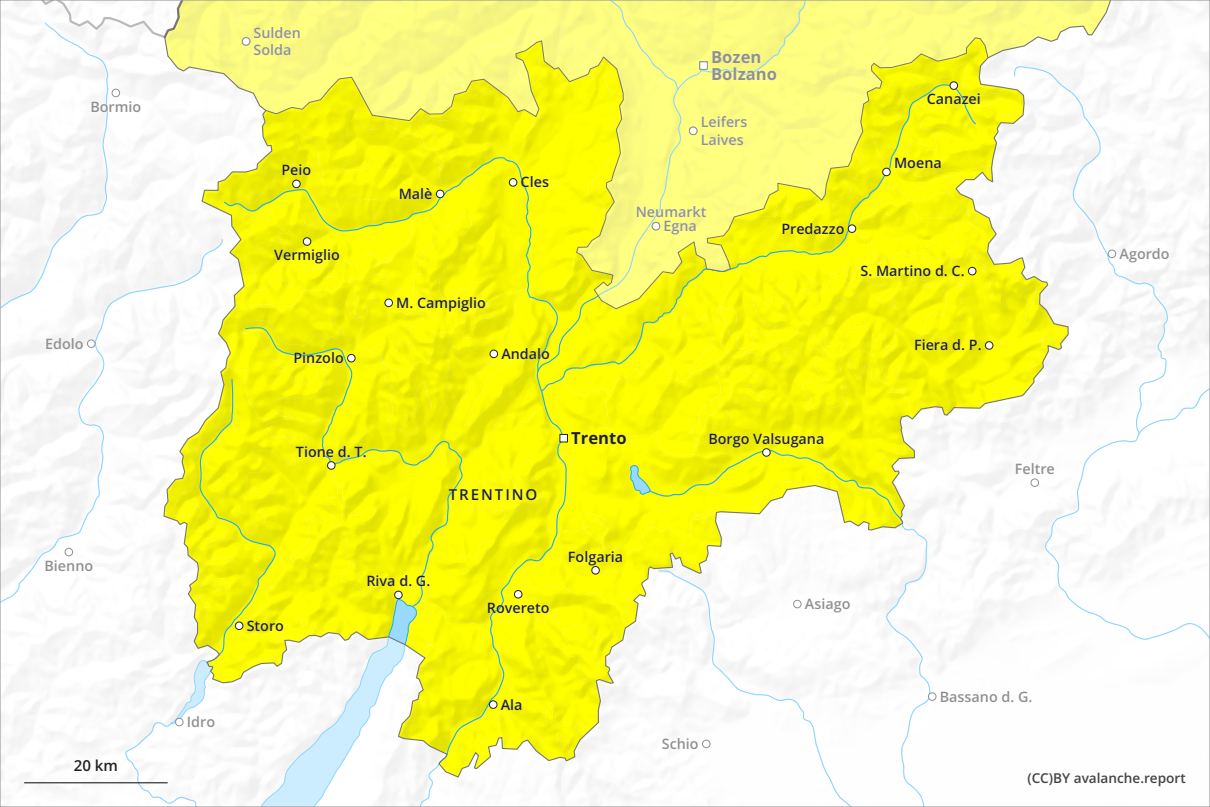 Sulden
Solda
Bozen
Bolzano
Bormio
Canazei
Leifers
Laives
Moena
Peio
Malè
Cles
Neumarkt
Egna
Predazzo
Vermiglio
Agordo
S. Martino d. C.
M. Campiglio
Edolo
Fiera d. P.
Pinzolo
Andalo
Trento
Borgo Valsugana
Tione d. T.
Feltre
TRENTINO
Folgaria
Bienno
Riva d. G.
Rovereto
Asiago
Storo
Bassano d. G.
Ala
Idro
Schio
20 km
(CC)BY avalanche.report